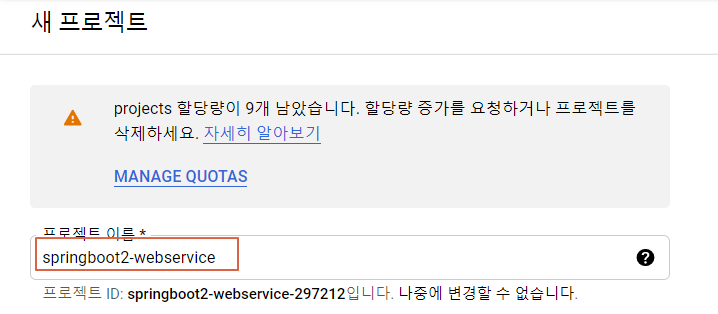 새 프로젝트
projects 할당량이 9개 남았습니다. 할당량 증가를 요청하거나 프로젝트를
삭제하세요. 자세히 알아보기
MANAGE QUOTAS
프로젝트 이름 *
springboot2-webservice
프로젝트 ID: springboot2-webservice-297212입니다. 나중에 변경할 수 없습니다.